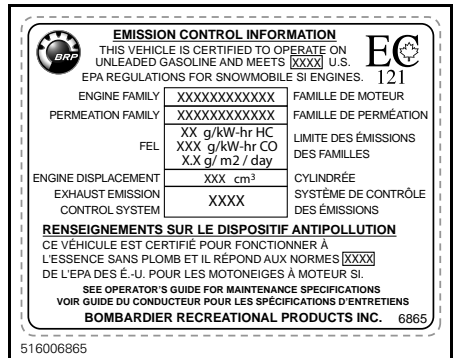 EMISSION CONTROL INFORMATION
BRP
THIS VEHICLE IS CERTIFIED TO OPERATE ON
UNLEADED GASOLINE AND MEETS XXXX U.S.
EPA REGULATIONS FOR SNOWMOBILE SI ENGINES.
EC
121
ENGINE FAMILY XXXXXXXXXXXX FAMILLE DE MOTEUR
PERMEATION FAMILY XXXXXXXXXXXX FAMILLE DE PERMÉATION
FEL
XX g/kW-hr HC
XXX g/kW-hr CO
X.X g/ m2 / day
LIMITE DES ÉMISSIONS
DES FAMILLES
ENGINE DISPLACEMENT XXX cm³ CYLINDRÉE
EXHAUST EMISSION
CONTROL SYSTEM
XXXX
SYSTÈME DE CONTRÔLE
DES ÉMISSIONS
RENSEIGNEMENTS SUR LE DISPOSITIF ANTIPOLLUTION
CE VÉHICULE EST CERTIFIÉ POUR FONCTIONNER À
L'ESSENCE SANS PLOMB ET IL RÉPOND AUX NORMES XXXX
DE L'EPA DES É.-U. POUR LES MOTONEIGES À MOTEUR SI.
SEE OPERATOR'S GUIDE FOR MAINTENANCE SPECIFICATIONS
VOIR GUIDE DU CONDUCTEUR POUR LES SPÉCIFICATIONS D'ENTRETIENS
BOMBARDIER RECREATIONAL PRODUCTS INC. 6865
516006865